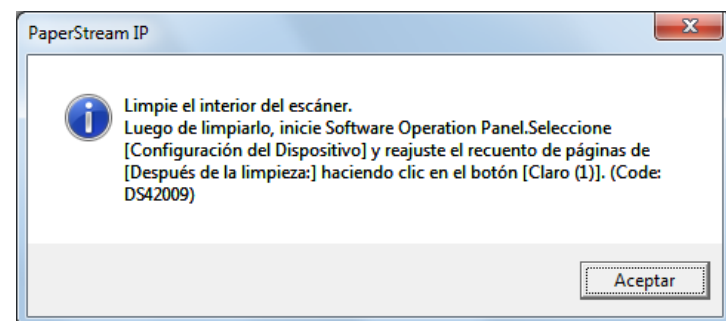 PaperStream IP
Limpie el interior del escáner.
Luego de limpiarlo, inicie Software Operation Panel.Seleccione
[Configuración del Dispositivo] y reajuste el recuento de páginas de
[Después de la limpieza:] haciendo clic en el botón [Claro (1)]. (Code:
DS42009)
Aceptar